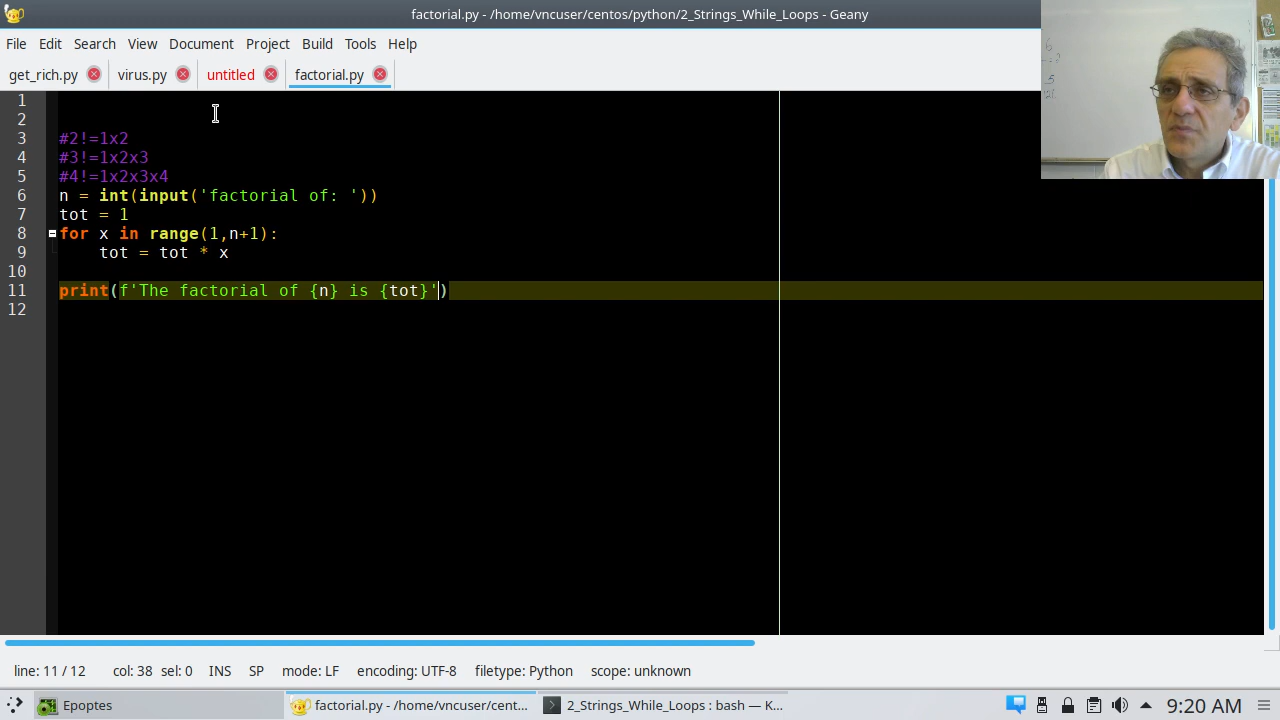 factorial.py - /home/vncuser/centos/python/2_Strings_While_Loops - Geany
File Edit Search View Document Project Build Tools Help
get_rich.py virus.py untitled factorial.py
1
2
3 #2!=1x2
4 #3!=1x2x3
5 #4!=1x2x3x4
6 n = int(input('factorial of: '))
7 tot = 1
8 for x in range(1,n+1):
9 tot = tot * x
10
11 print(f'The factorial of {n} is {tot}')
12
line: 11 / 12 col: 38 sel: 0 INS SP mode: LF encoding: UTF-8 filetype: Python scope: unknown
Epoptes factorial.py - /home/vncuser/cent... 2_Strings_While_Loops : bash — K... 9:20 AM